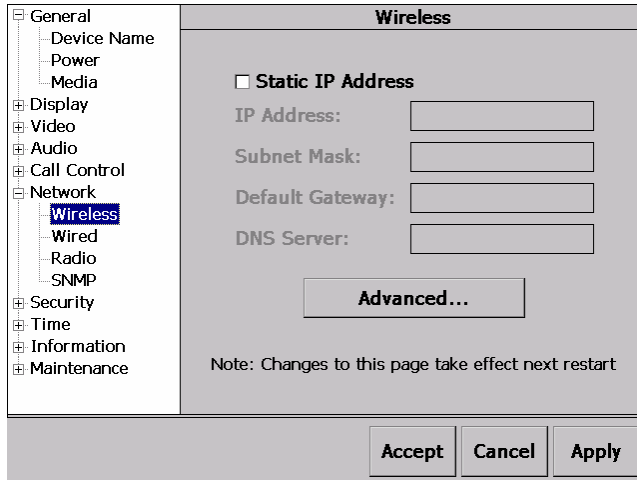 General
Device Name
Power
Media
Display
Video
Audio
Call Control
Network
Wireless
Wired
Radio
SNMP
Security
Time
Information
Maintenance
Wireless
Static IP Address
IP Address:
Subnet Mask:
Default Gateway:
DNS Server:
Advanced...
Note: Changes to this page take effect next restart
Accept
Cancel
Apply